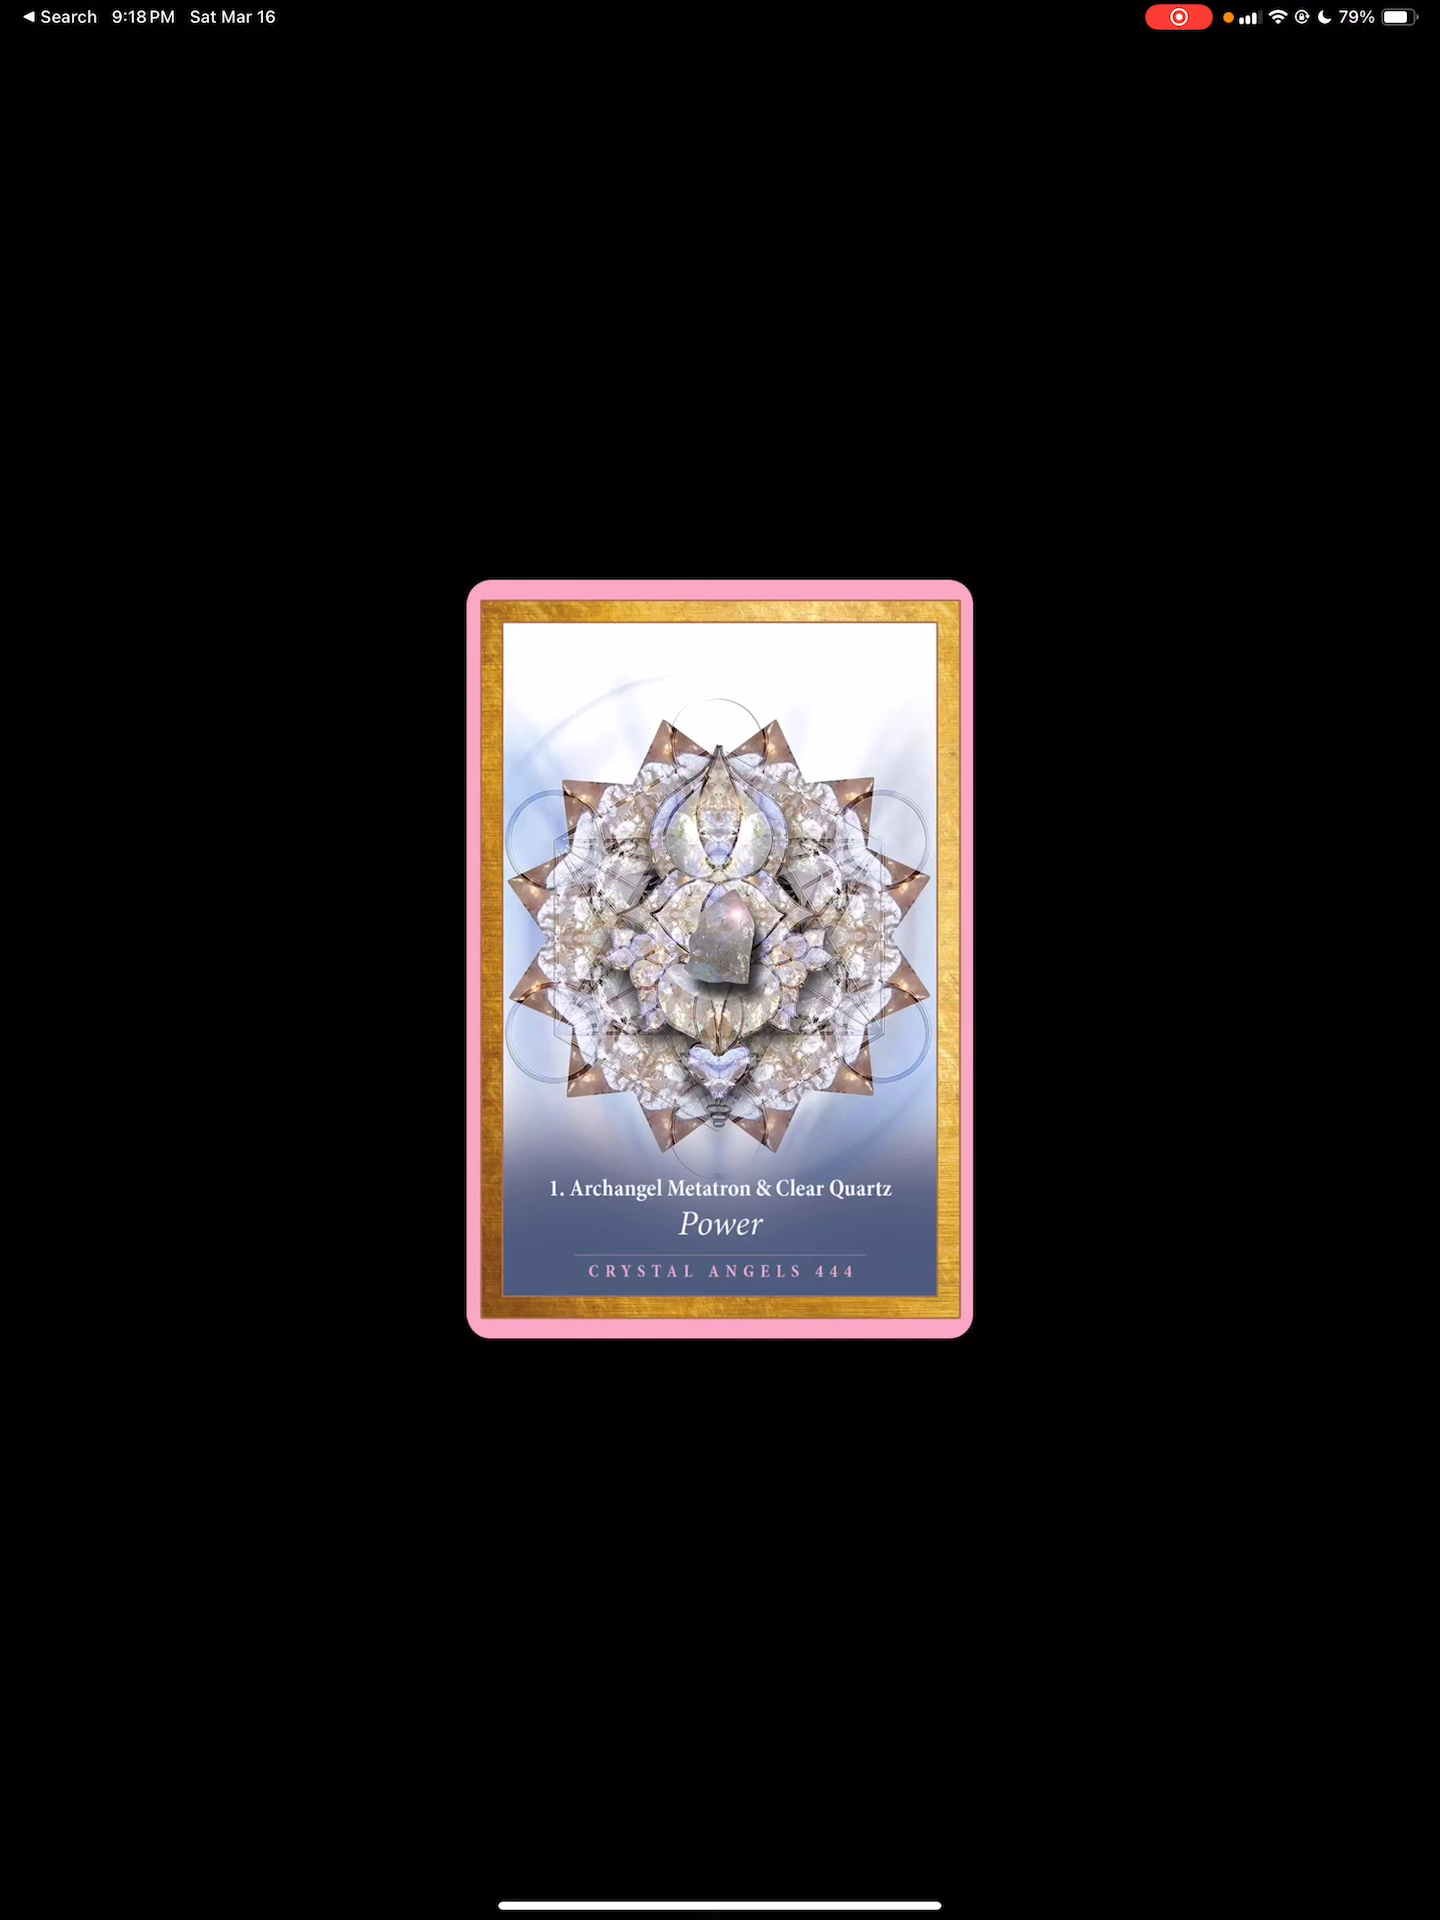 ◀ Search 9:18 PM Sat Mar 16 79%
1. Archangel Metatron & Clear Quartz
Power
CRYSTAL ANGELS 444